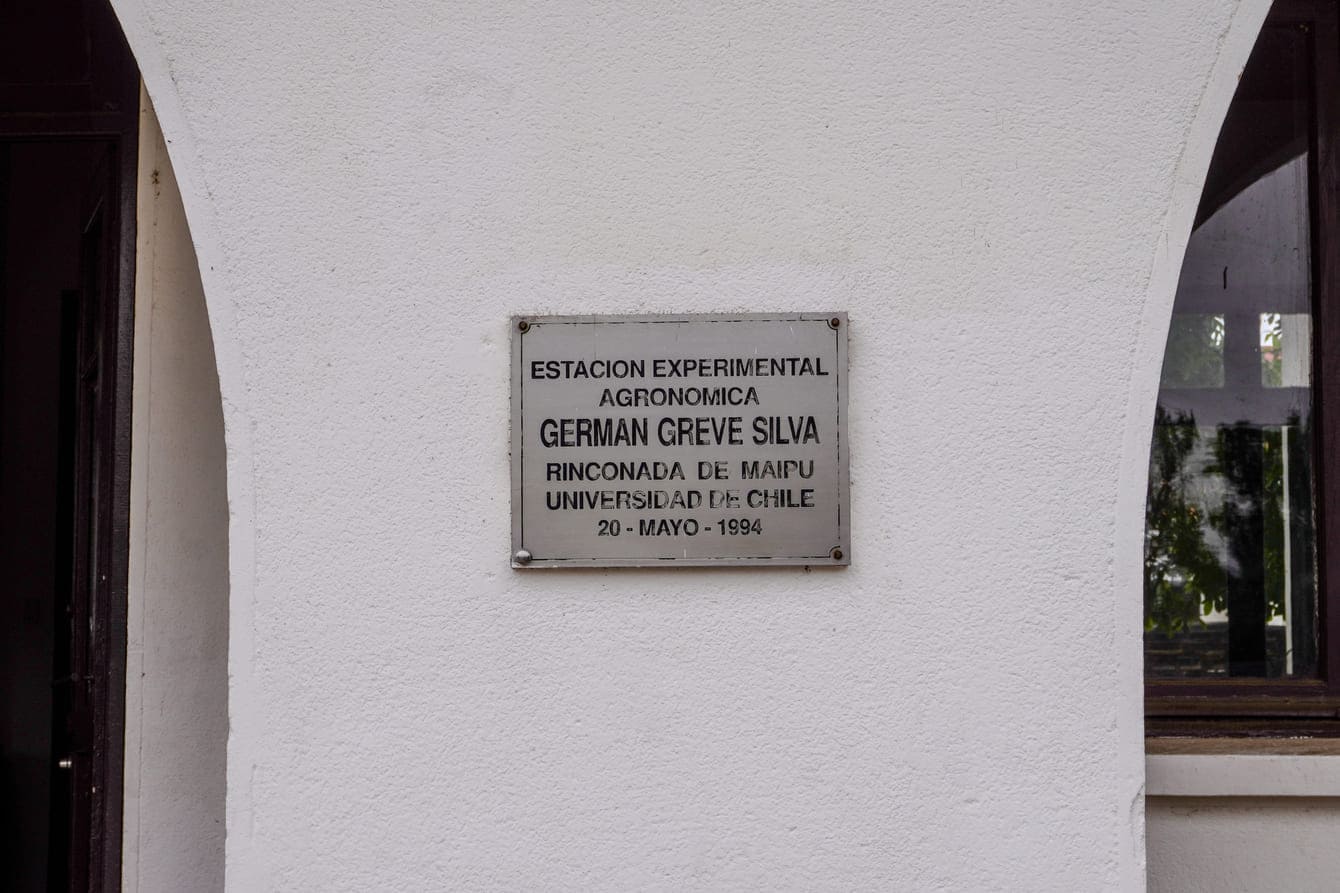 ESTACION EXPERIMENTAL
AGRONOMICA
GERMAN GREVE SILVA
RINCONADA DE MAIPU
UNIVERSIDAD DE CHILE
20 - MAYO - 1994